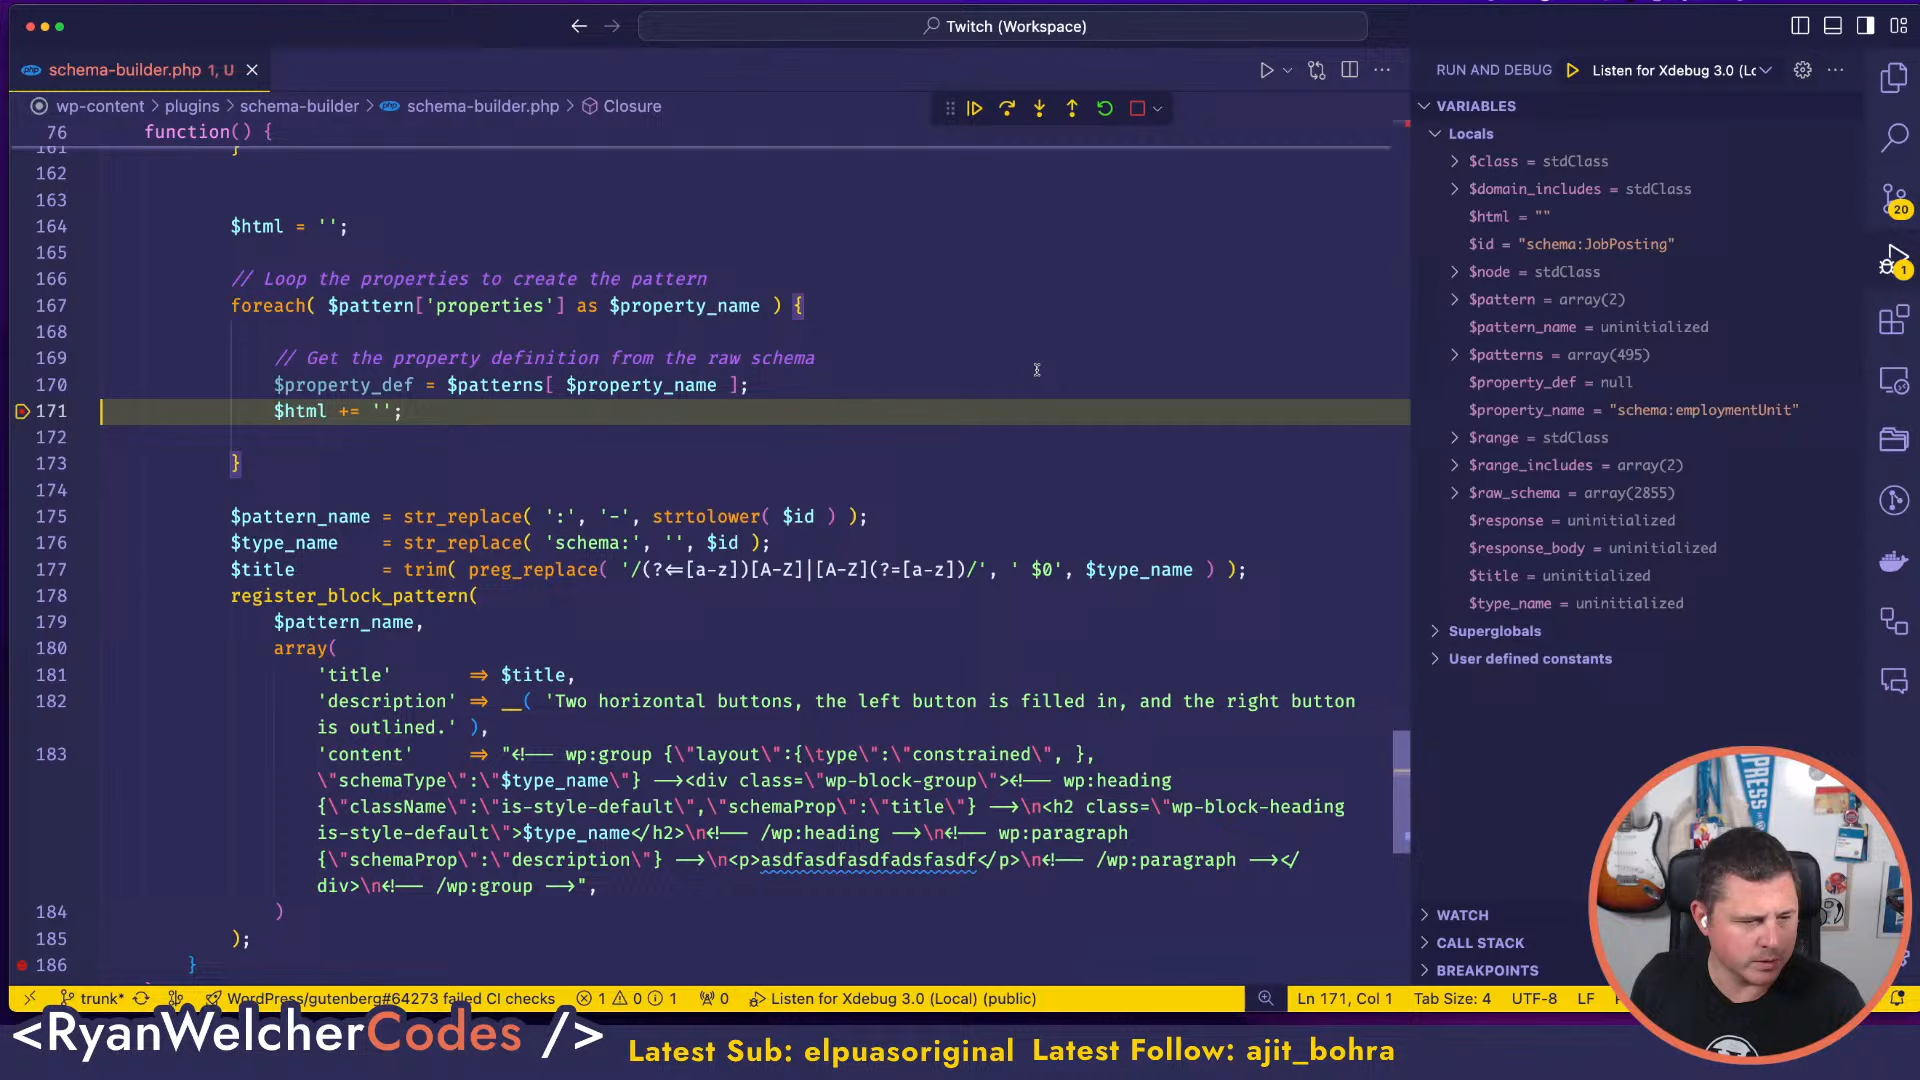 Twitch (Workspace)
schema-builder.php 1, U
RUN AND DEBUG
Listen for Xdebug 3.0 (Lc
wp-content > plugins > schema-builder > schema-builder.php > Closure
VARIABLES
76 function() {
161 }
162
163
164 $html = '';
165
166 // Loop the properties to create the pattern
167 foreach( $pattern['properties'] as $property_name ) {
168
169 // Get the property definition from the raw schema
170 $property_def = $patterns[ $property_name ];
171 $html += '';
172
173 }
174
175 $pattern_name = str_replace( ':', '-', strtolower( $id ) );
176 $type_name = str_replace( 'schema:', '', $id );
177 $title = trim( preg_replace( '/(?<=[a-z])[A-Z]|[A-Z](?=[a-z])/', ' $0', $type_name ) );
178 register_block_pattern(
179 $pattern_name,
180 array(
181 'title' => $title,
182 'description' => __( 'Two horizontal buttons, the left button is filled in, and the right button
is outlined.' ),
183 'content' => "<!-- wp:group {\"layout\":{\type\":\"constrained\", },
\"schemaType\":\"$type_name\"} --><div class=\"wp-block-group\"><!-- wp:heading
{\"className\":\"is-style-default\",\"schemaProp\":\"title\"} -->\n<h2 class=\"wp-block-heading
is-style-default\">$type_name</h2>\n<!-- /wp:heading -->\n<!-- wp:paragraph
{\"schemaProp\":\"description\"} -->\n<p>asdfasdfasdfadsfasdf</p>\n<!-- /wp:paragraph --></
div>\n<!-- /wp:group -->",
184 )
185 );
186 }
Locals
$class = stdClass
$domain_includes = stdClass
$html = ""
$id = "schema:JobPosting"
$node = stdClass
$pattern = array(2)
$pattern_name = uninitialized
$patterns = array(495)
$property_def = null
$property_name = "schema:employmentUnit"
$range = stdClass
$range_includes = array(2)
$raw_schema = array(2855)
$response = uninitialized
$response_body = uninitialized
$title = uninitialized
$type_name = uninitialized
Superglobals
User defined constants
WATCH
CALL STACK
BREAKPOINTS
20
1
trunk* WordPress/gutenberg#64273 failed CI checks 1 0 1 0 Listen for Xdebug 3.0 (Local) (public) Ln 171, Col 1 Tab Size: 4 UTF-8 LF
<RyanWelcherCodes />
Latest Sub: elpuasoriginal Latest Follow: ajit_bohra